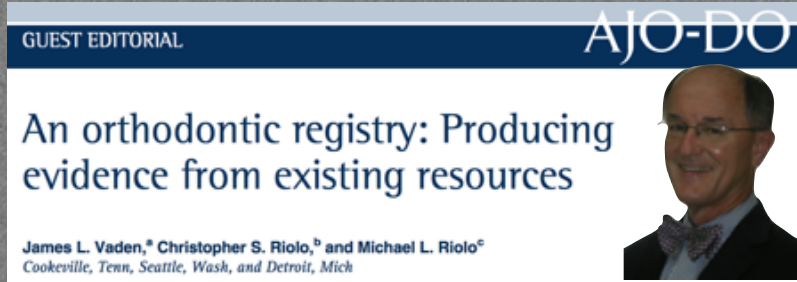 GUEST EDITORIAL
AJO-DO
An orthodontic registry: Producing
evidence from existing resources
James L. Vaden,ᵃ Christopher S. Riolo,ᵇ and Michael L. Rioloᶜ
Cookeville, Tenn, Seattle, Wash, and Detroit, Mich